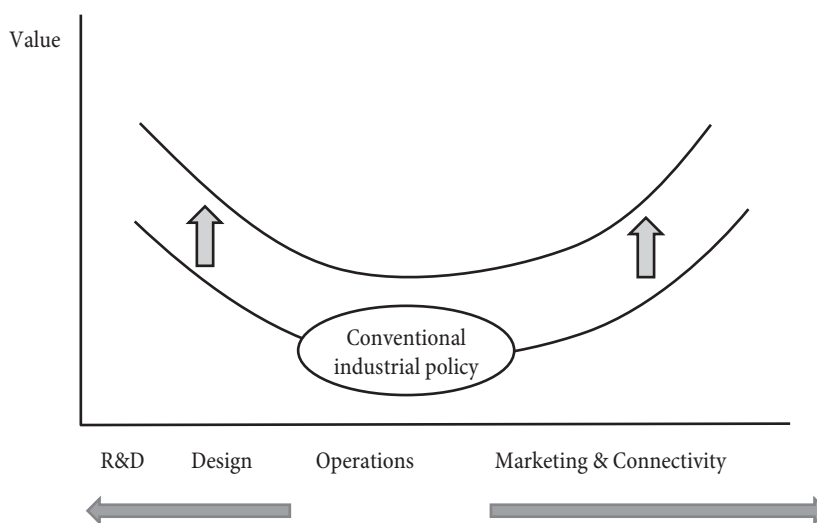 Value
Conventional
industrial policy
R&D Design Operations Marketing & Connectivity